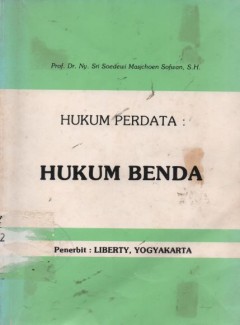 Prof. Dr. Ny. Sri Soedewi Masjchoen Sofwan, S.H.
HUKUM PERDATA :
HUKUM BENDA
Penerbit : LIBERTY, YOGYAKARTA